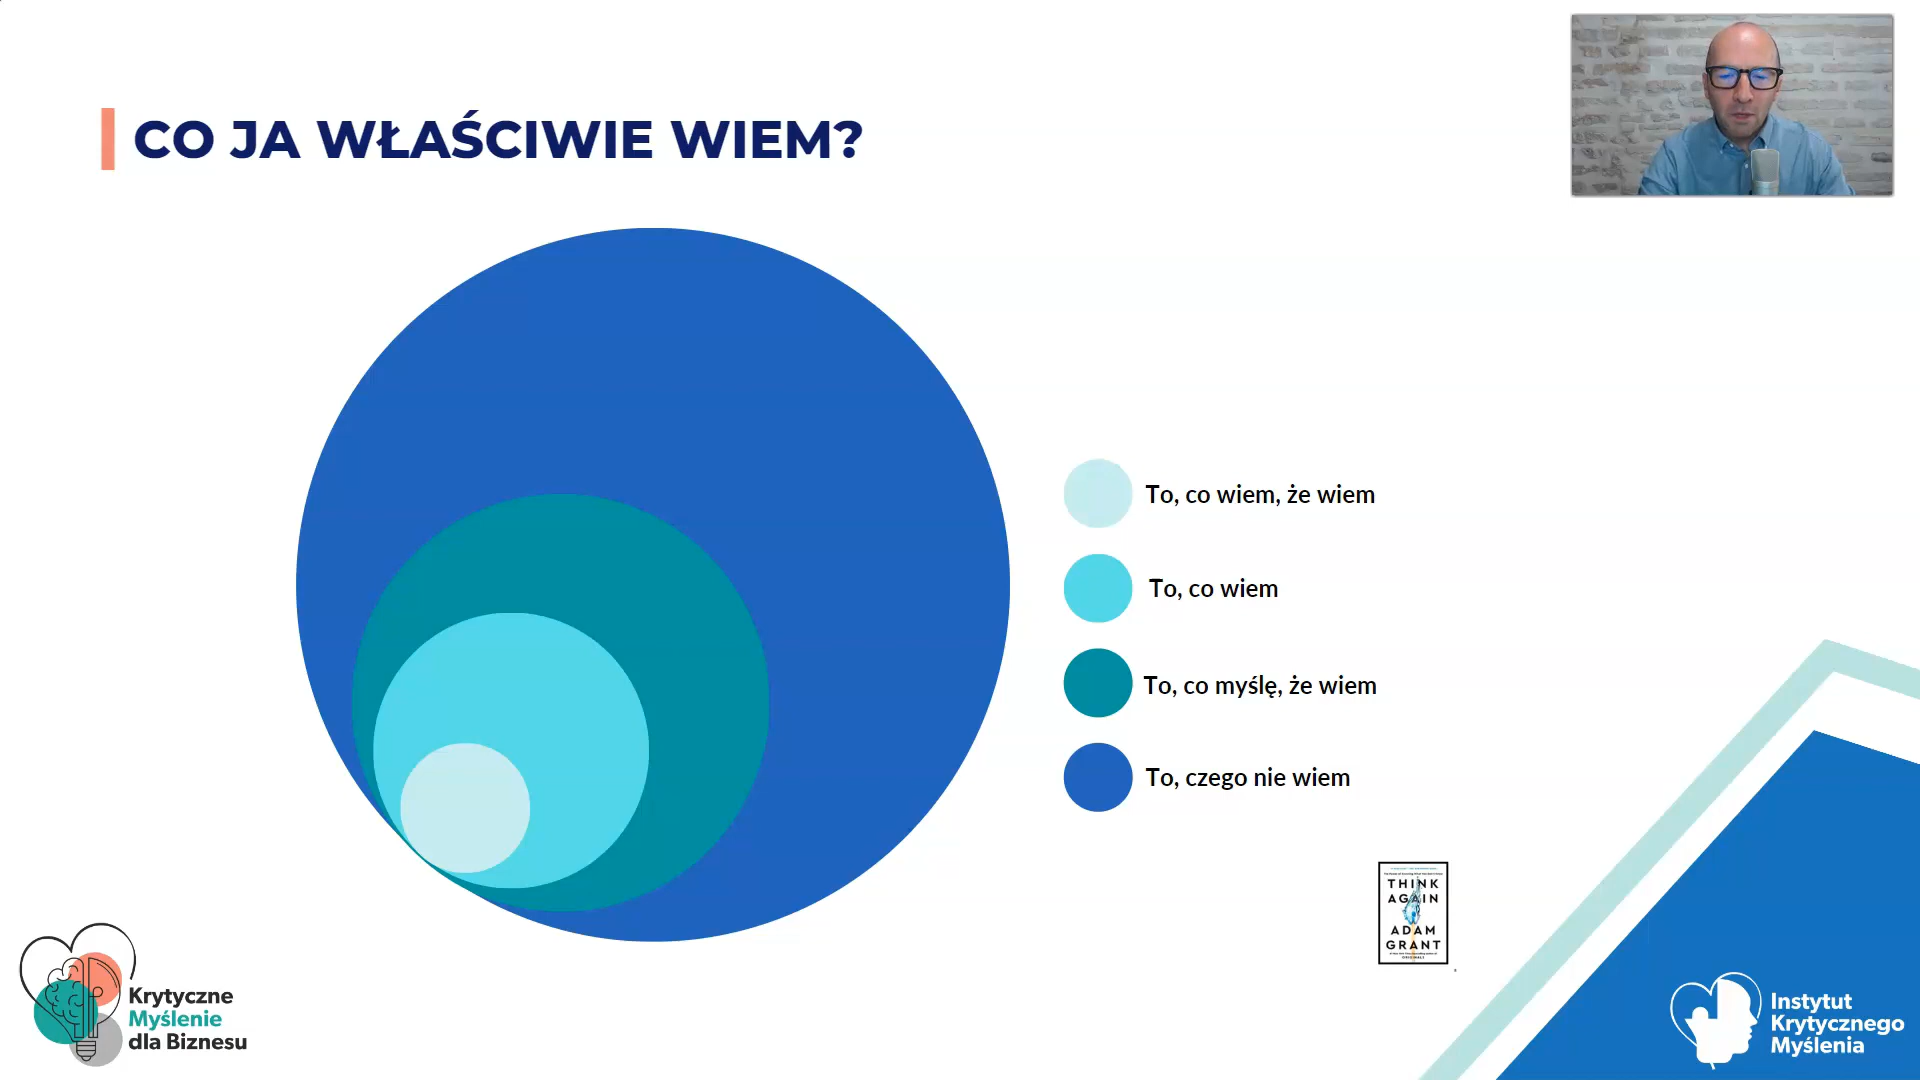 CO JA WŁAŚCIWIE WIEM?
To, co wiem, że wiem
To, co wiem
To, co myślę, że wiem
To, czego nie wiem
THINK
AGAIN
ADAM
GRANT
Krytyczne
Myślenie
dla Biznesu
Instytut
Krytycznego
Myślenia